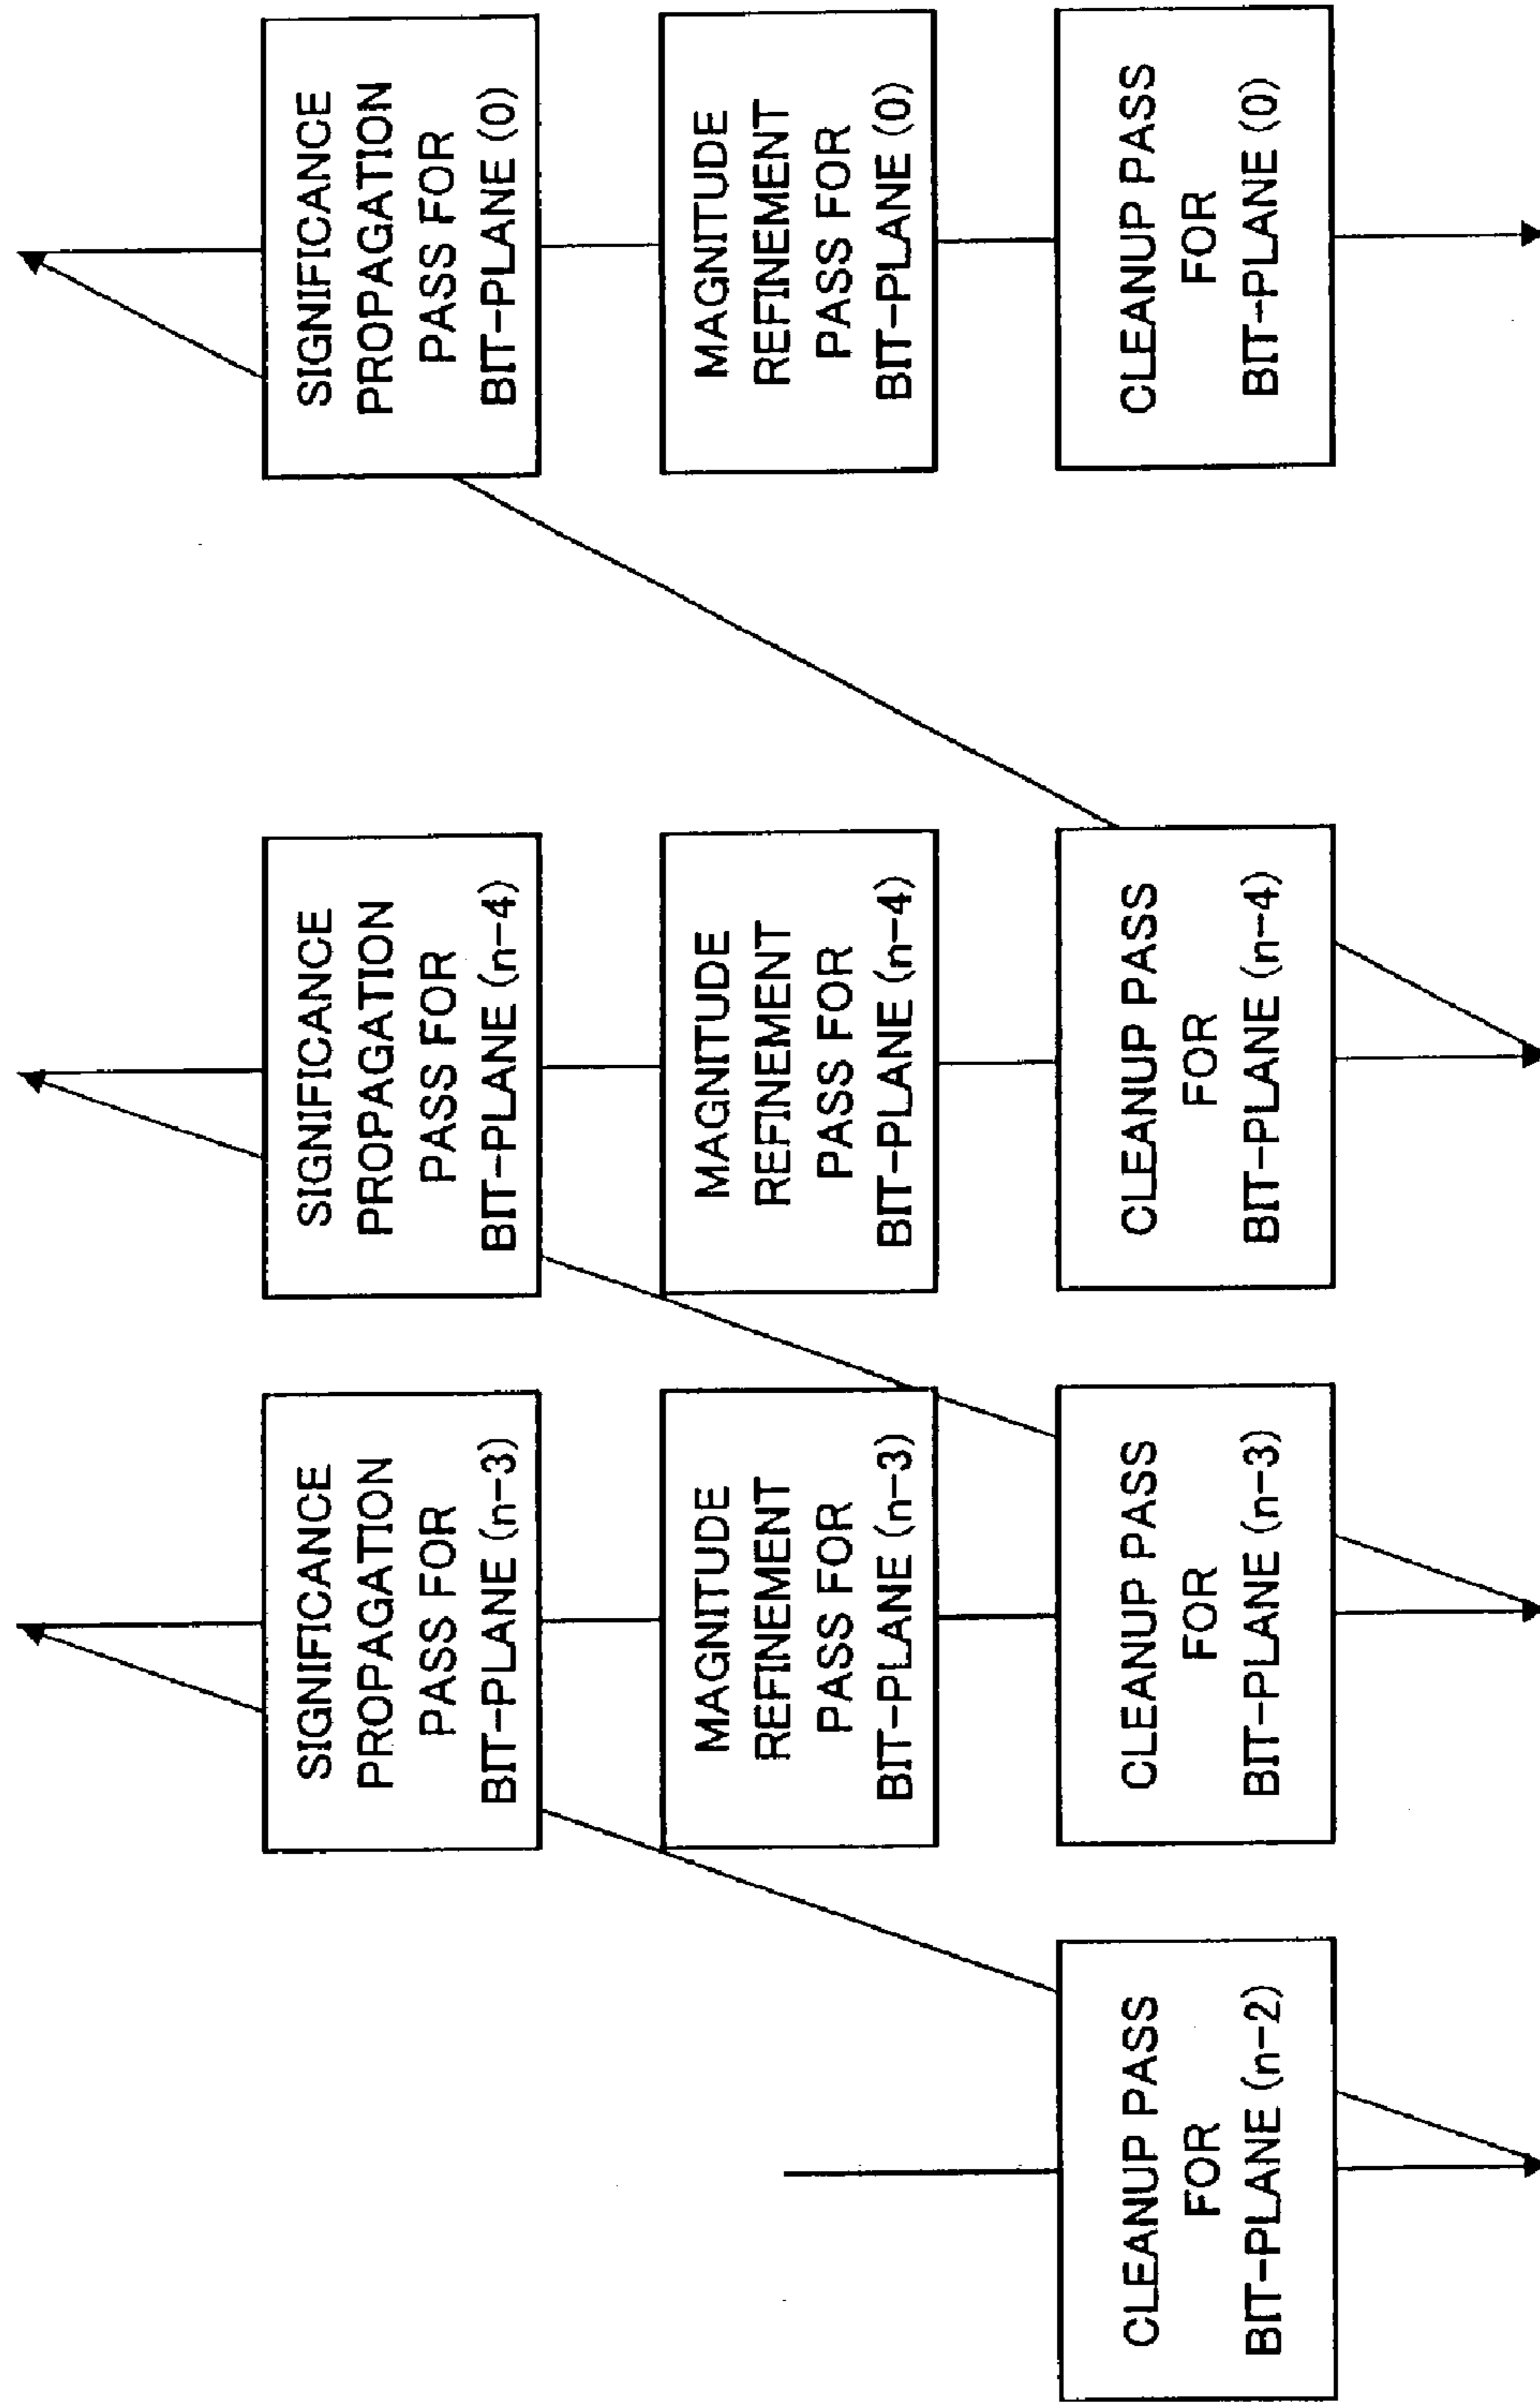 CLEANUP PASS
FOR
BIT-PLANE (n-2)
SIGNIFICANCE
PROPAGATION
PASS FOR
BIT-PLANE (n-3)
MAGNITUDE
REFINEMENT
PASS FOR
BIT-PLANE (n-3)
CLEANUP PASS
FOR
BIT-PLANE (n-3)
SIGNIFICANCE
PROPAGATION
PASS FOR
BIT-PLANE (n-4)
MAGNITUDE
REFINEMENT
PASS FOR
BIT-PLANE (n-4)
CLEANUP PASS
FOR
BIT-PLANE (n-4)
SIGNIFICANCE
PROPAGATION
PASS FOR
BIT-PLANE (0)
MAGNITUDE
REFINEMENT
PASS FOR
BIT-PLANE (0)
CLEANUP PASS
FOR
BIT-PLANE (0)